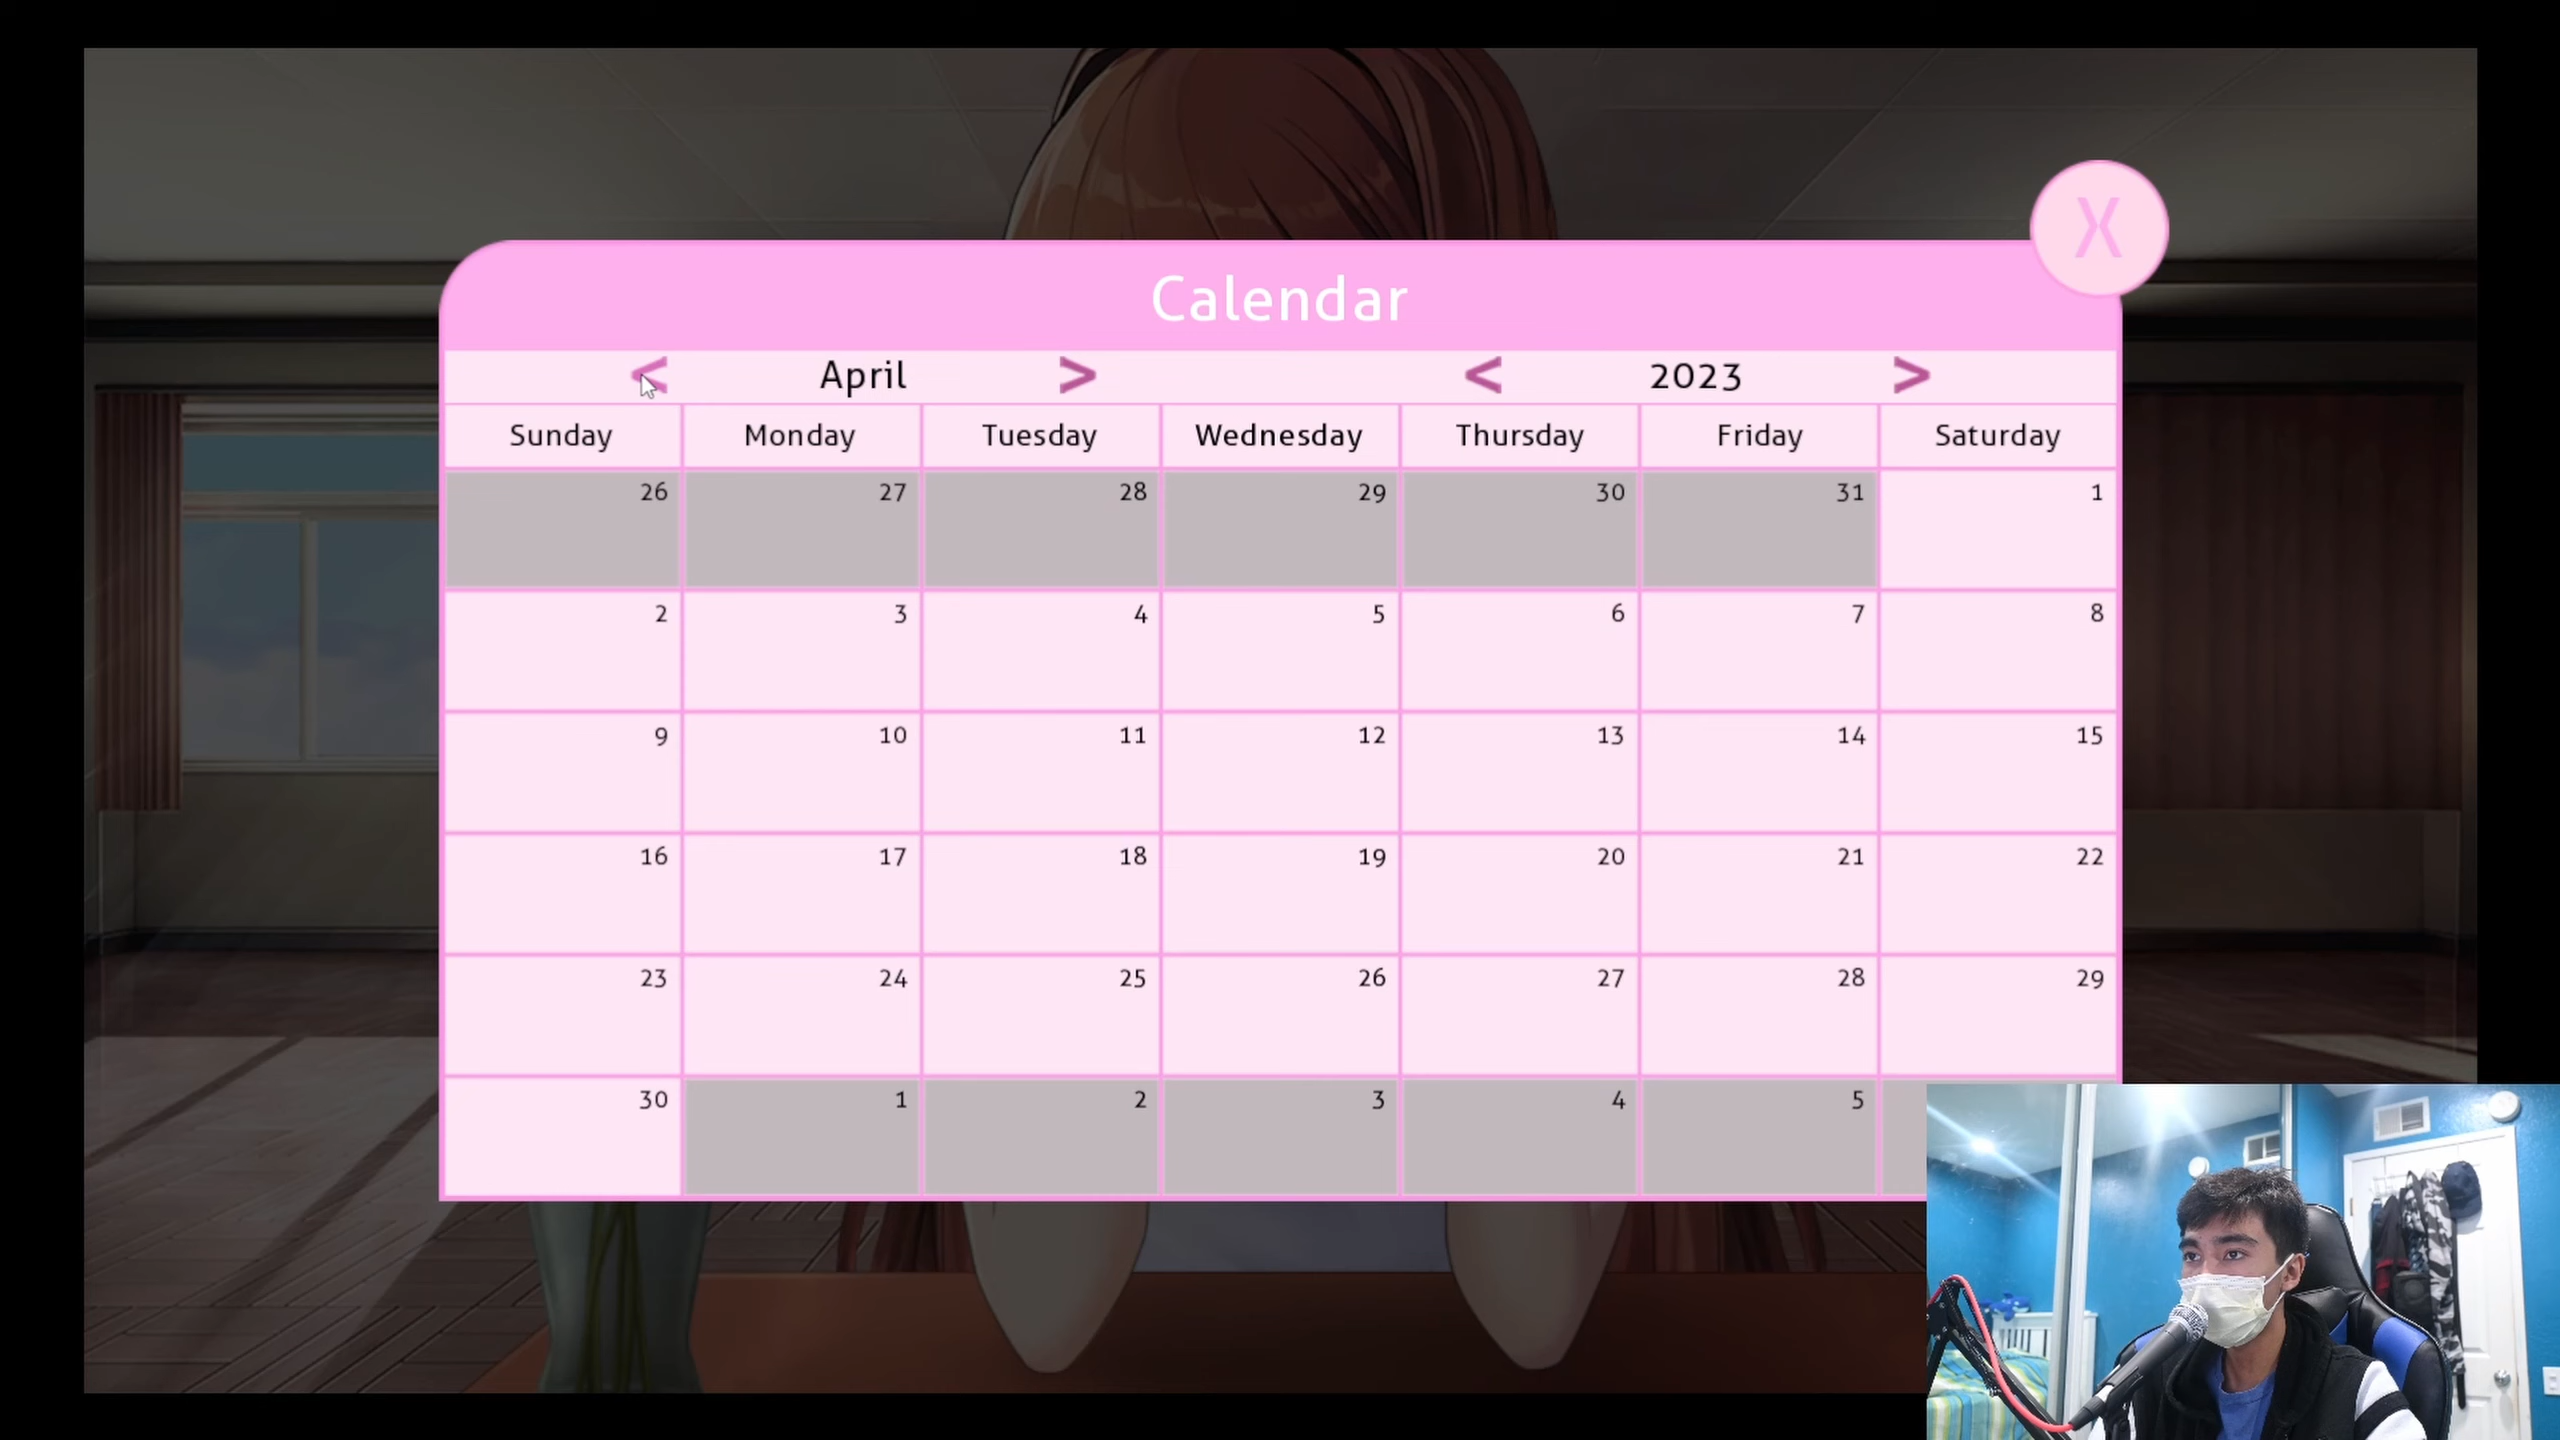 X
Calendar
< April > < 2023 >
Sunday Monday Tuesday Wednesday Thursday Friday Saturday
26 27 28 29 30 31 1
2 3 4 5 6 7 8
9 10 11 12 13 14 15
16 17 18 19 20 21 22
23 24 25 26 27 28 29
30 1 2 3 4 5